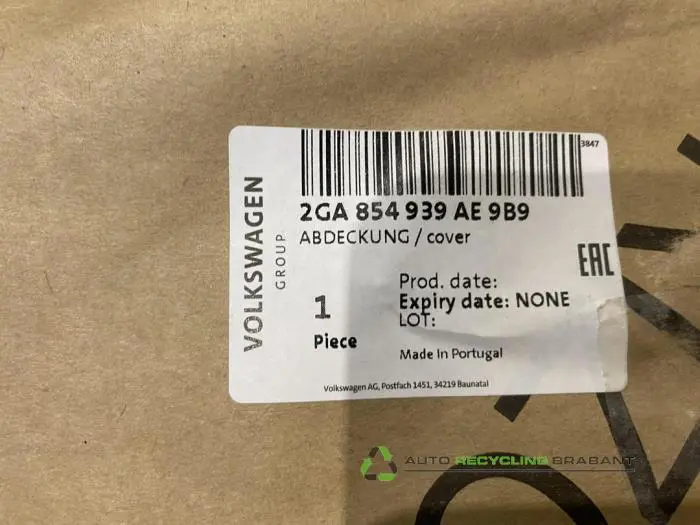 3847
VOLKSWAGEN
GROUP
2GA 854 939 AE 9B9
ABDECKUNG / cover
EAC
1
Piece
Prod. date:
Expiry date: NONE
LOT:
Made In Portugal
Volkswagen AG, Postfach 1451, 34219 Baunatal
AUTO RECYCLING BRABANT